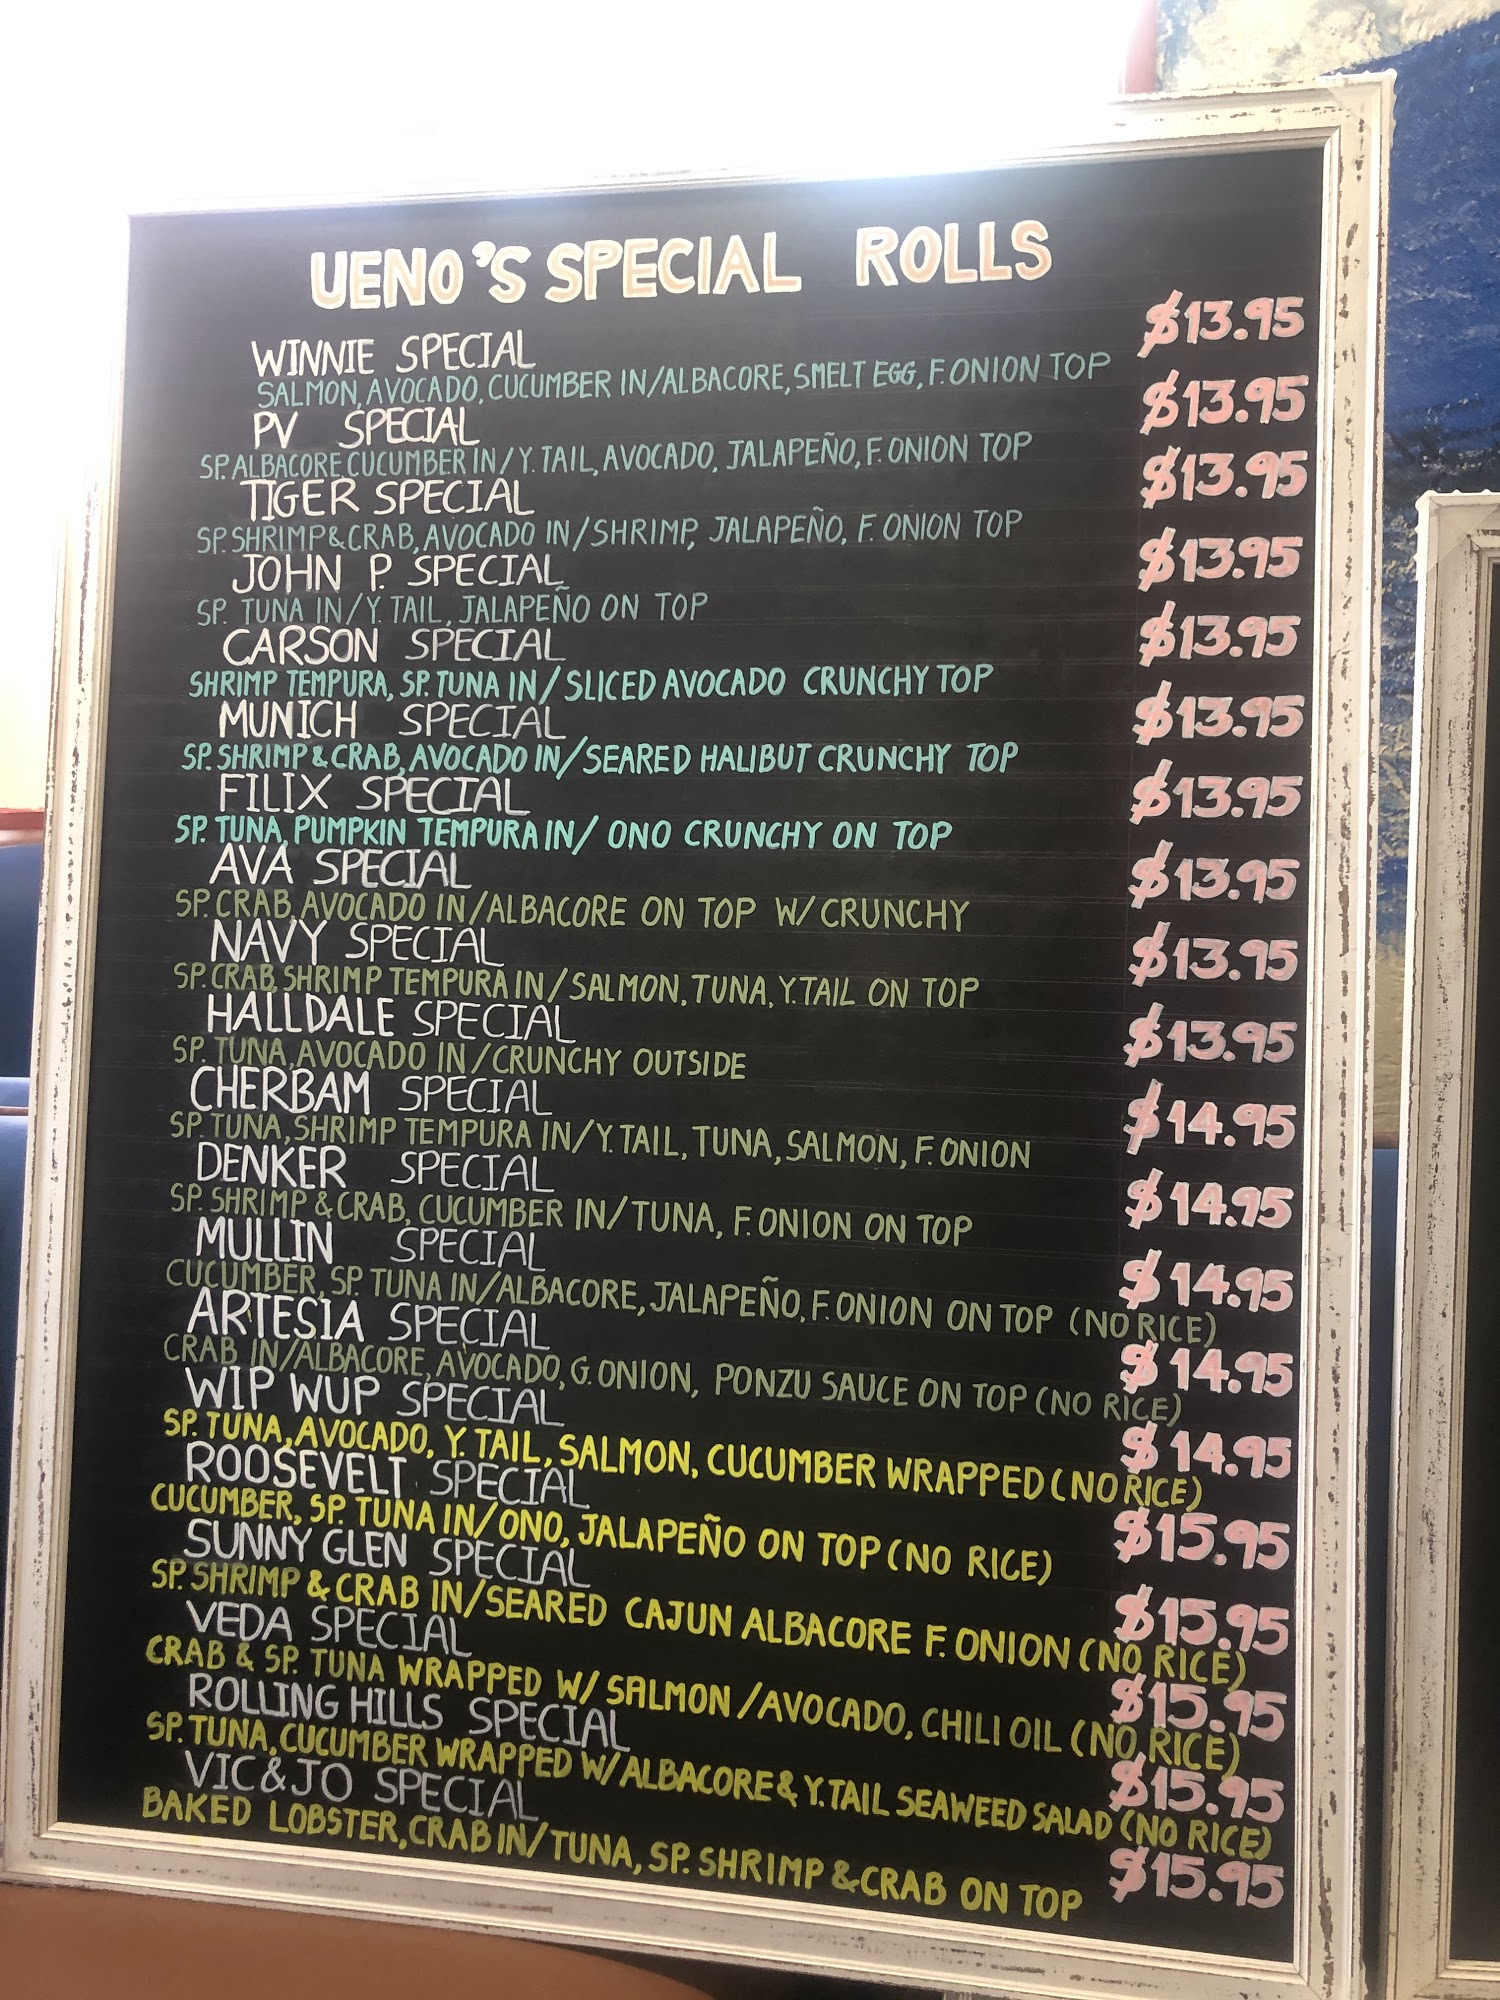 UENO'S SPECIAL ROLLS
WINNIE SPECIAL $13.95
SALMON, AVOCADO, CUCUMBER IN/ALBACORE, SMELT EGG, F. ONION TOP
PV SPECIAL $13.95
SP. ALBACORE CUCUMBER IN/Y. TAIL, AVOCADO, JALAPEÑO, F. ONION TOP
TIGER SPECIAL $13.95
SP. SHRIMP & CRAB, AVOCADO IN/SHRIMP, JALAPEÑO, F. ONION TOP
JOHN P. SPECIAL $13.95
SP. TUNA IN/Y. TAIL, JALAPEÑO ON TOP
CARSON SPECIAL $13.95
SHRIMP TEMPURA, SP. TUNA IN/SLICED AVOCADO CRUNCHY TOP
MUNICH SPECIAL $13.95
SP. SHRIMP & CRAB, AVOCADO IN/SEARED HALIBUT CRUNCHY TOP
FILIX SPECIAL $13.95
SP. TUNA, PUMPKIN TEMPURA IN/ ONO CRUNCHY ON TOP
AVA SPECIAL $13.95
SP. CRAB, AVOCADO IN/ALBACORE ON TOP W/ CRUNCHY
NAVY SPECIAL $13.95
SP. CRAB, SHRIMP TEMPURA IN/SALMON, TUNA, Y. TAIL ON TOP
HALLDALE SPECIAL $13.95
SP. TUNA, AVOCADO IN/CRUNCHY OUTSIDE
CHERBAM SPECIAL $14.95
SP. TUNA, SHRIMP TEMPURA IN/Y. TAIL, TUNA, SALMON, F. ONION
DENKER SPECIAL $14.95
SP. SHRIMP & CRAB, CUCUMBER IN/TUNA, F. ONION ON TOP
MULLIN SPECIAL $14.95
CUCUMBER, SP. TUNA IN/ALBACORE, JALAPEÑO, F. ONION ON TOP (NO RICE)
ARTESIA SPECIAL $14.95
CRAB IN/ALBACORE, AVOCADO, G. ONION, PONZU SAUCE ON TOP (NO RICE)
WIP WUP SPECIAL $14.95
SP. TUNA, AVOCADO, Y. TAIL, SALMON, CUCUMBER WRAPPED (NO RICE)
ROOSEVELT SPECIAL $15.95
CUCUMBER, SP. TUNA IN/ONO, JALAPEÑO ON TOP (NO RICE)
SUNNY GLEN SPECIAL $15.95
SP. SHRIMP & CRAB IN/SEARED CAJUN ALBACORE F. ONION (NO RICE)
VEDA SPECIAL $15.95
CRAB & SP. TUNA WRAPPED W/ SALMON/AVOCADO, CHILI OIL (NO RICE)
ROLLING HILLS SPECIAL $15.95
SP. TUNA, CUCUMBER WRAPPED W/ALBACORE & Y. TAIL SEAWEED SALAD (NO RICE)
VIC&JO SPECIAL $15.95
BAKED LOBSTER, CRAB IN/TUNA, SP. SHRIMP & CRAB ON TOP